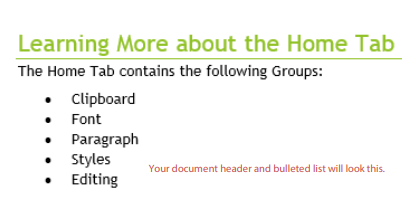 Learning More about the Home Tab
The Home Tab contains the following Groups:
• Clipboard
• Font
• Paragraph
• Styles
• Editing
Your document header and bulleted list will look this.